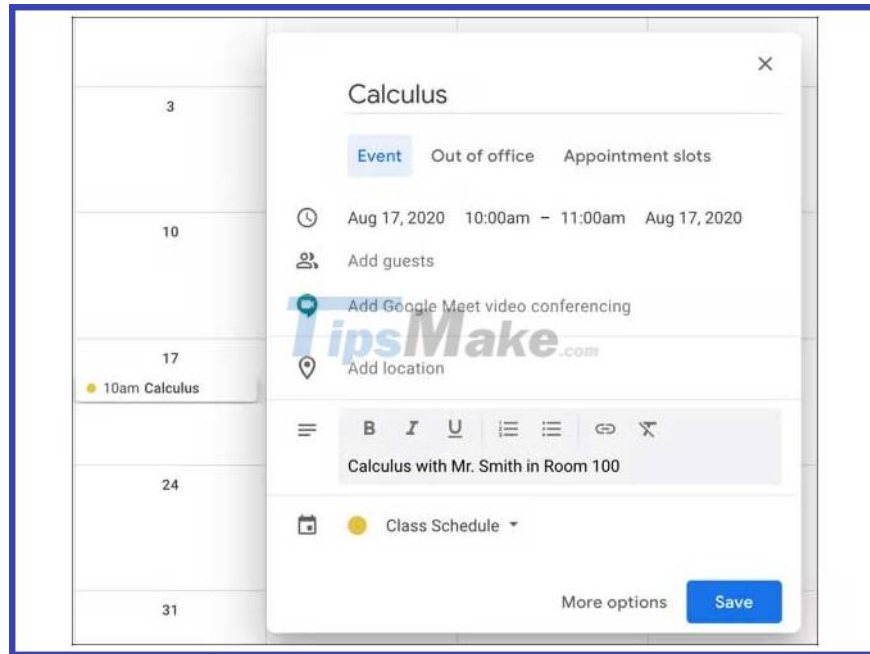 3
10
17
10am Calculus
24
31
Calculus
Event Out of office Appointment slots
Aug 17, 2020 10:00am – 11:00am Aug 17, 2020
Add guests
Add Google Meet video conferencing
TipsMake.com
Add location
B I U
Calculus with Mr. Smith in Room 100
Class Schedule
More options Save